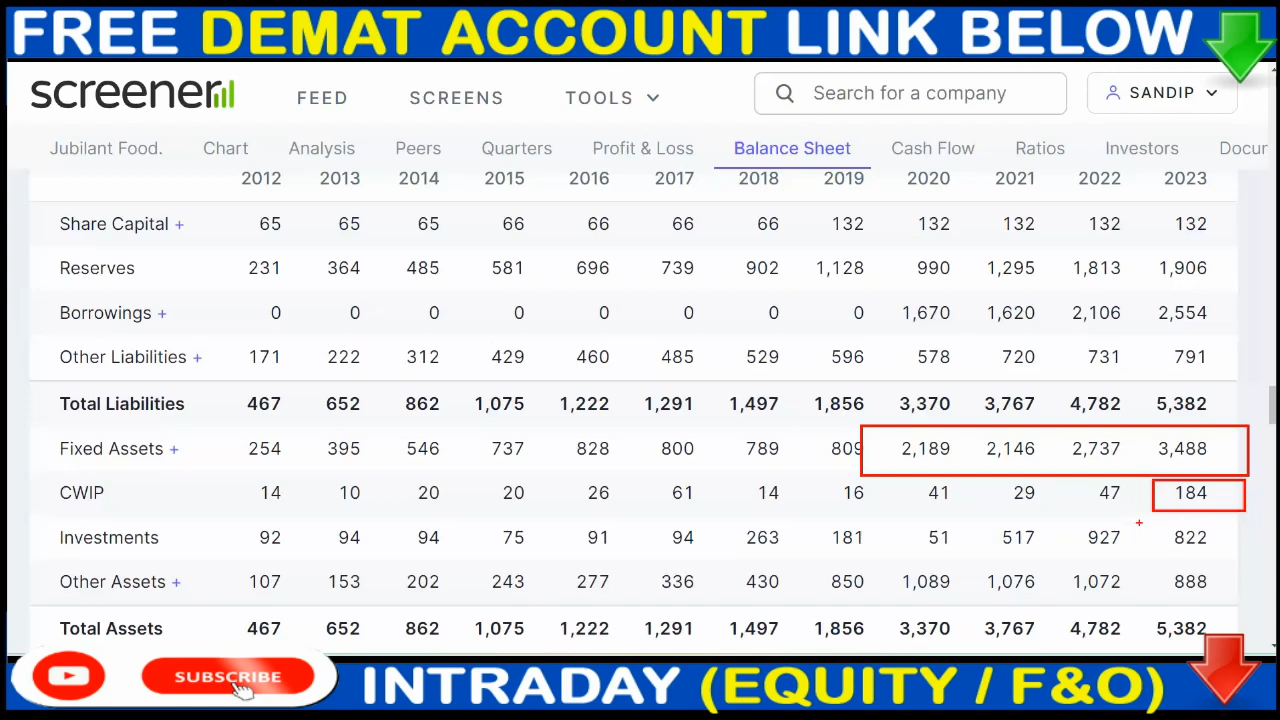 FREE DEMAT ACCOUNT LINK BELOW
screener FEED SCREENS TOOLS Search for a company SANDIP
Jubilant Food. Chart Analysis Peers Quarters Profit & Loss Balance Sheet Cash Flow Ratios Investors Docur
2012 2013 2014 2015 2016 2017 2018 2019 2020 2021 2022 2023
Share Capital + 65 65 65 66 66 66 66 132 132 132 132 132
Reserves 231 364 485 581 696 739 902 1,128 990 1,295 1,813 1,906
Borrowings + 0 0 0 0 0 0 0 0 1,670 1,620 2,106 2,554
Other Liabilities + 171 222 312 429 460 485 529 596 578 720 731 791
Total Liabilities 467 652 862 1,075 1,222 1,291 1,497 1,856 3,370 3,767 4,782 5,382
Fixed Assets + 254 395 546 737 828 800 789 809 2,189 2,146 2,737 3,488
CWIP 14 10 20 20 26 61 14 16 41 29 47 184
Investments 92 94 94 75 91 94 263 181 51 517 927 822
Other Assets + 107 153 202 243 277 336 430 850 1,089 1,076 1,072 888
Total Assets 467 652 862 1,075 1,222 1,291 1,497 1,856 3,370 3,767 4,782 5,382
SUBSCRIBE
INTRADAY (EQUITY / F&O)